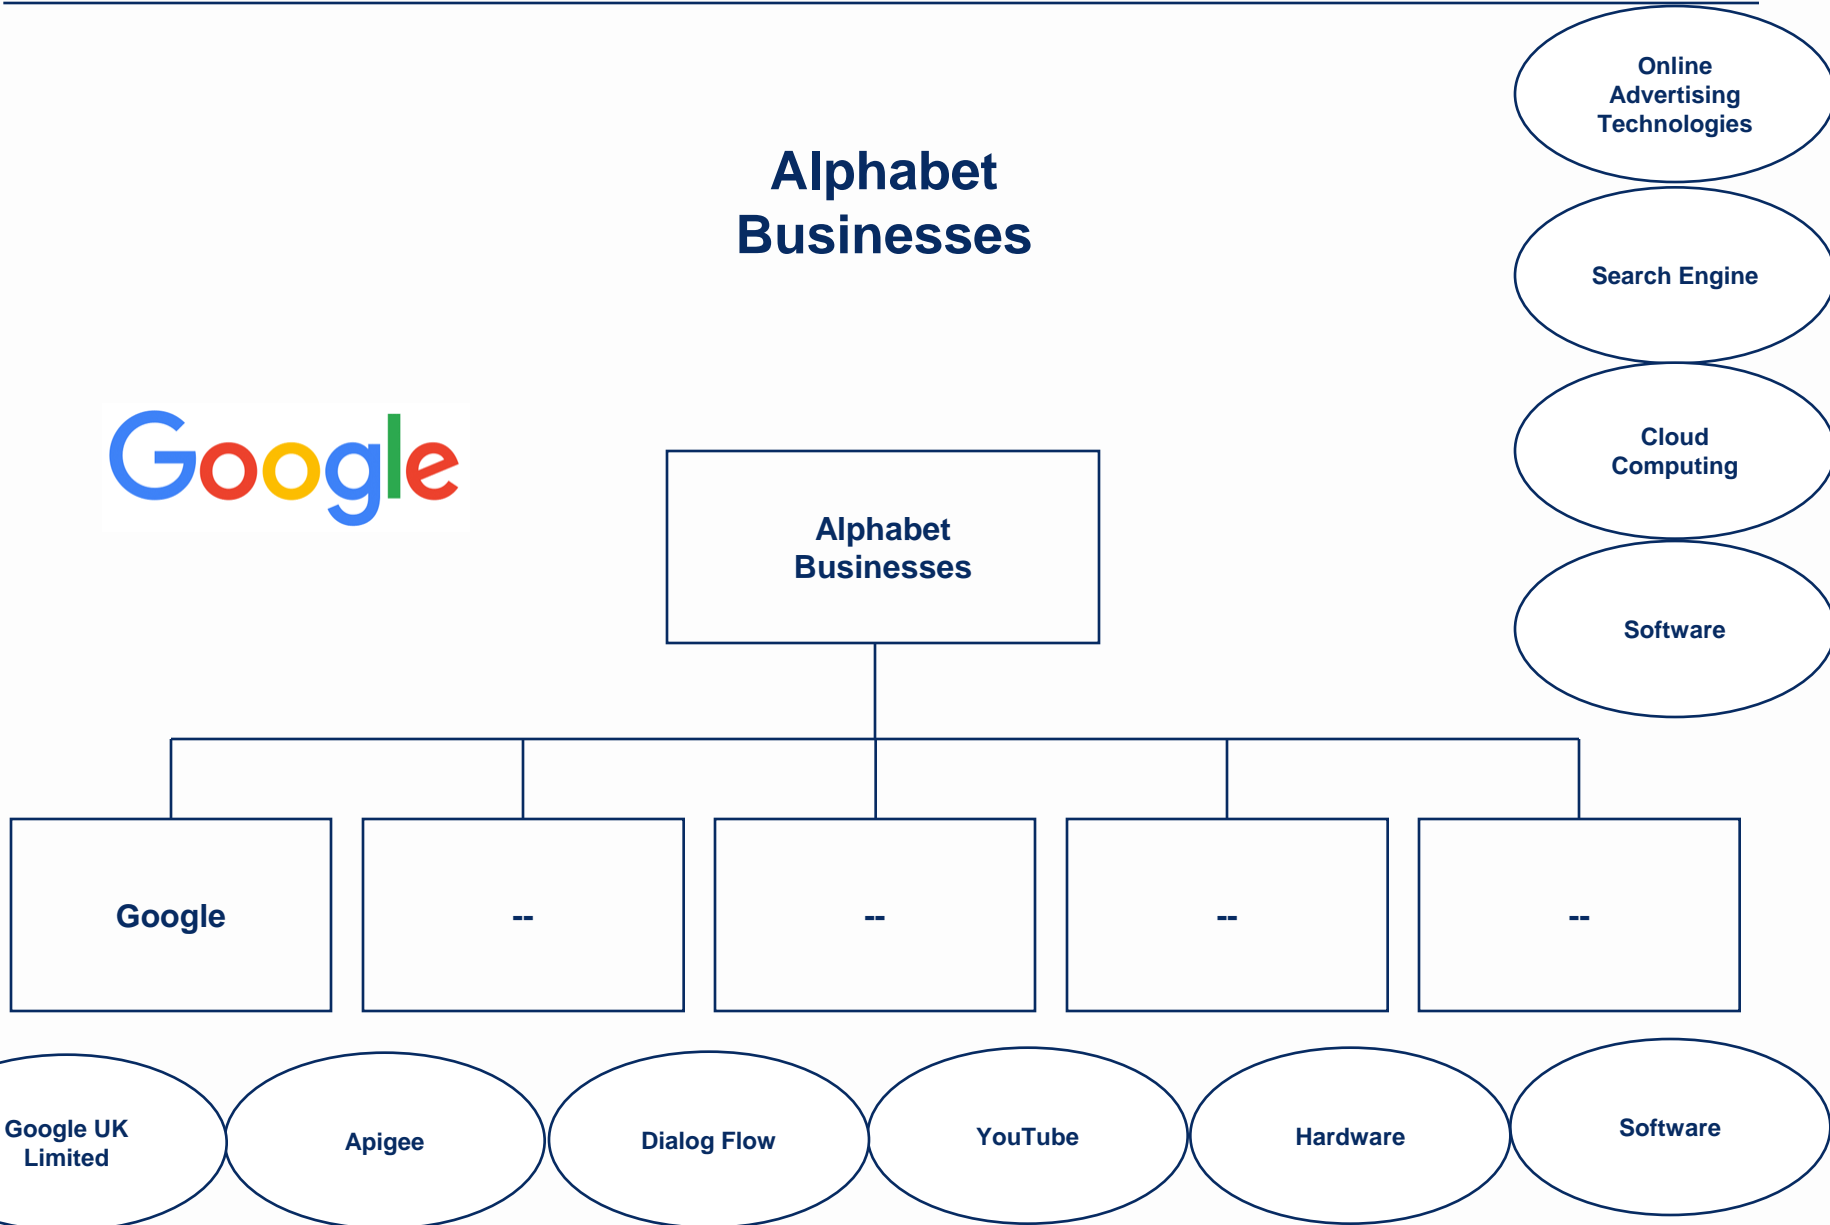 Online
Advertising
Technologies
Alphabet
Businesses
Search Engine
Google
Cloud
Computing
Alphabet
Businesses
Software
Google
--
--
--
--
Google UK
Limited
Apigee
Dialog Flow
YouTube
Hardware
Software